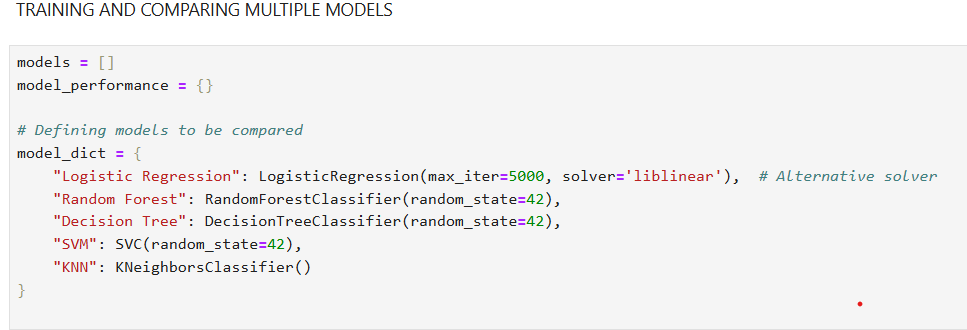 TRAINING AND COMPARING MULTIPLE MODELS
models = []
model_performance = {}
# Defining models to be compared
model_dict = {
    "Logistic Regression": LogisticRegression(max_iter=5000, solver='liblinear'),  # Alternative solver
    "Random Forest": RandomForestClassifier(random_state=42),
    "Decision Tree": DecisionTreeClassifier(random_state=42),
    "SVM": SVC(random_state=42),
    "KNN": KNeighborsClassifier()
}